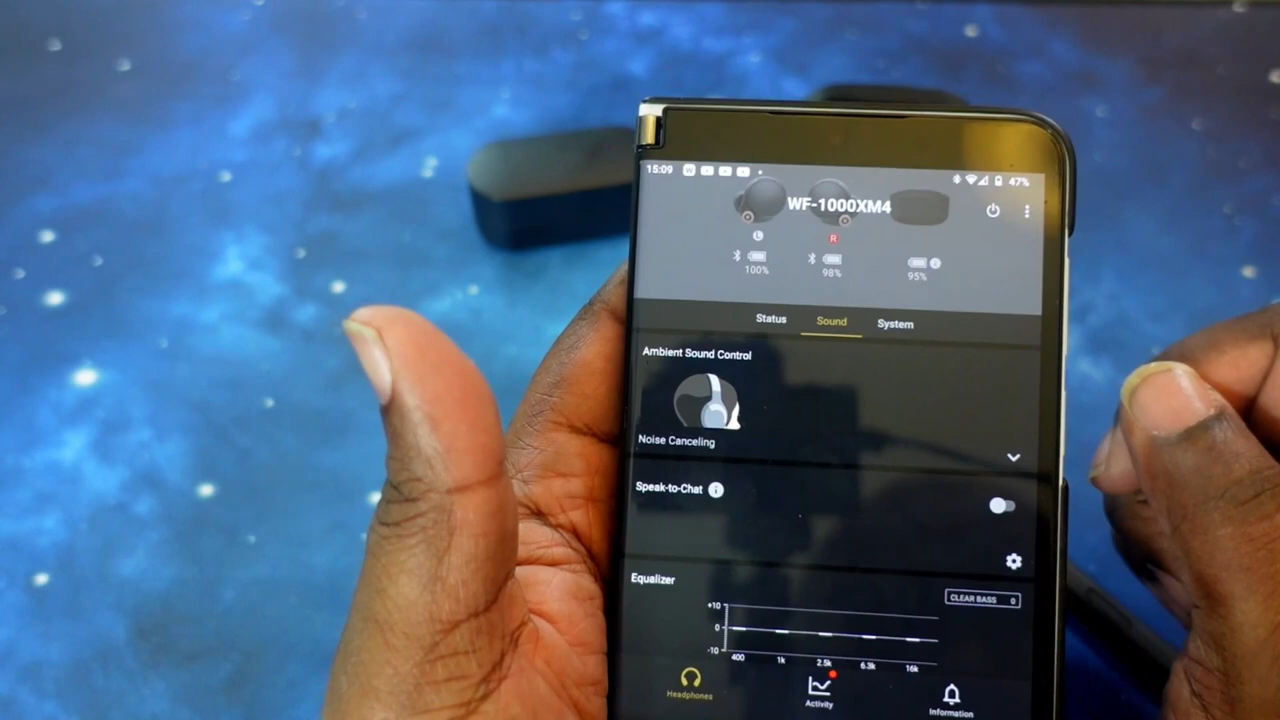 15:09 W 47%
WF-1000XM4
L R
100% 98% 95%
Status Sound System
Ambient Sound Control
Noise Canceling
Speak-to-Chat i
Equalizer
CLEAR BASS 0
+10
0
-10
400 1k 2.5k 6.3k 16k
Headphones Activity Information